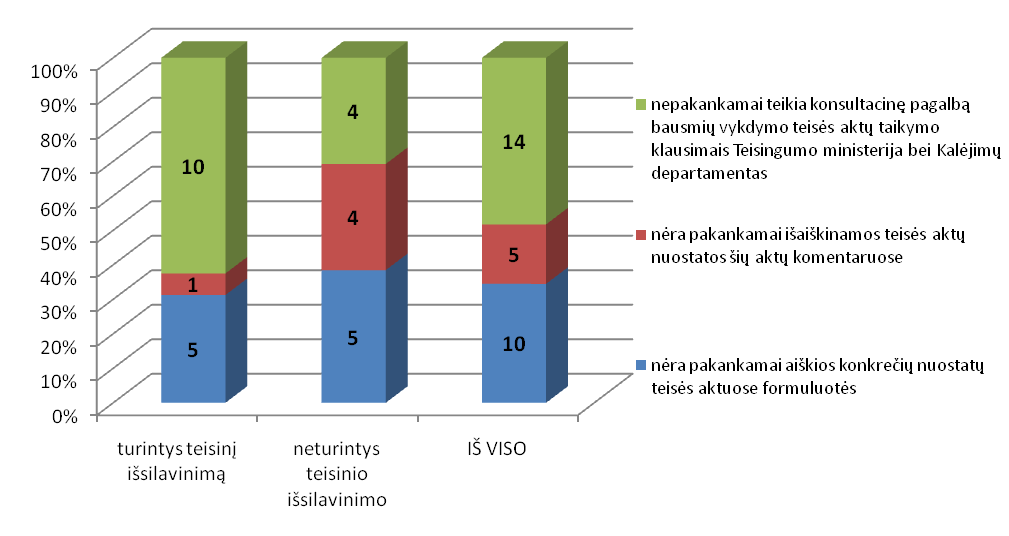 100%
90%
80%
70%
60%
50%
40%
30%
20%
10%
0%
10
1
5
4
4
5
14
5
10
turintys teisinį
išsilavinimą
neturintys
teisinio
išsilavinimo
IŠ VISO
nepakankamai teikia konsultacinę pagalbą
bausmių vykdymo teisės aktų taikymo
klausimais Teisingumo ministerija bei Kalėjimų
departamentas
nėra pakankamai išaiškinamos teisės aktų
nuostatos šių aktų komentaruose
nėra pakankamai aiškios konkrečių nuostatų
teisės aktuose formuluotės